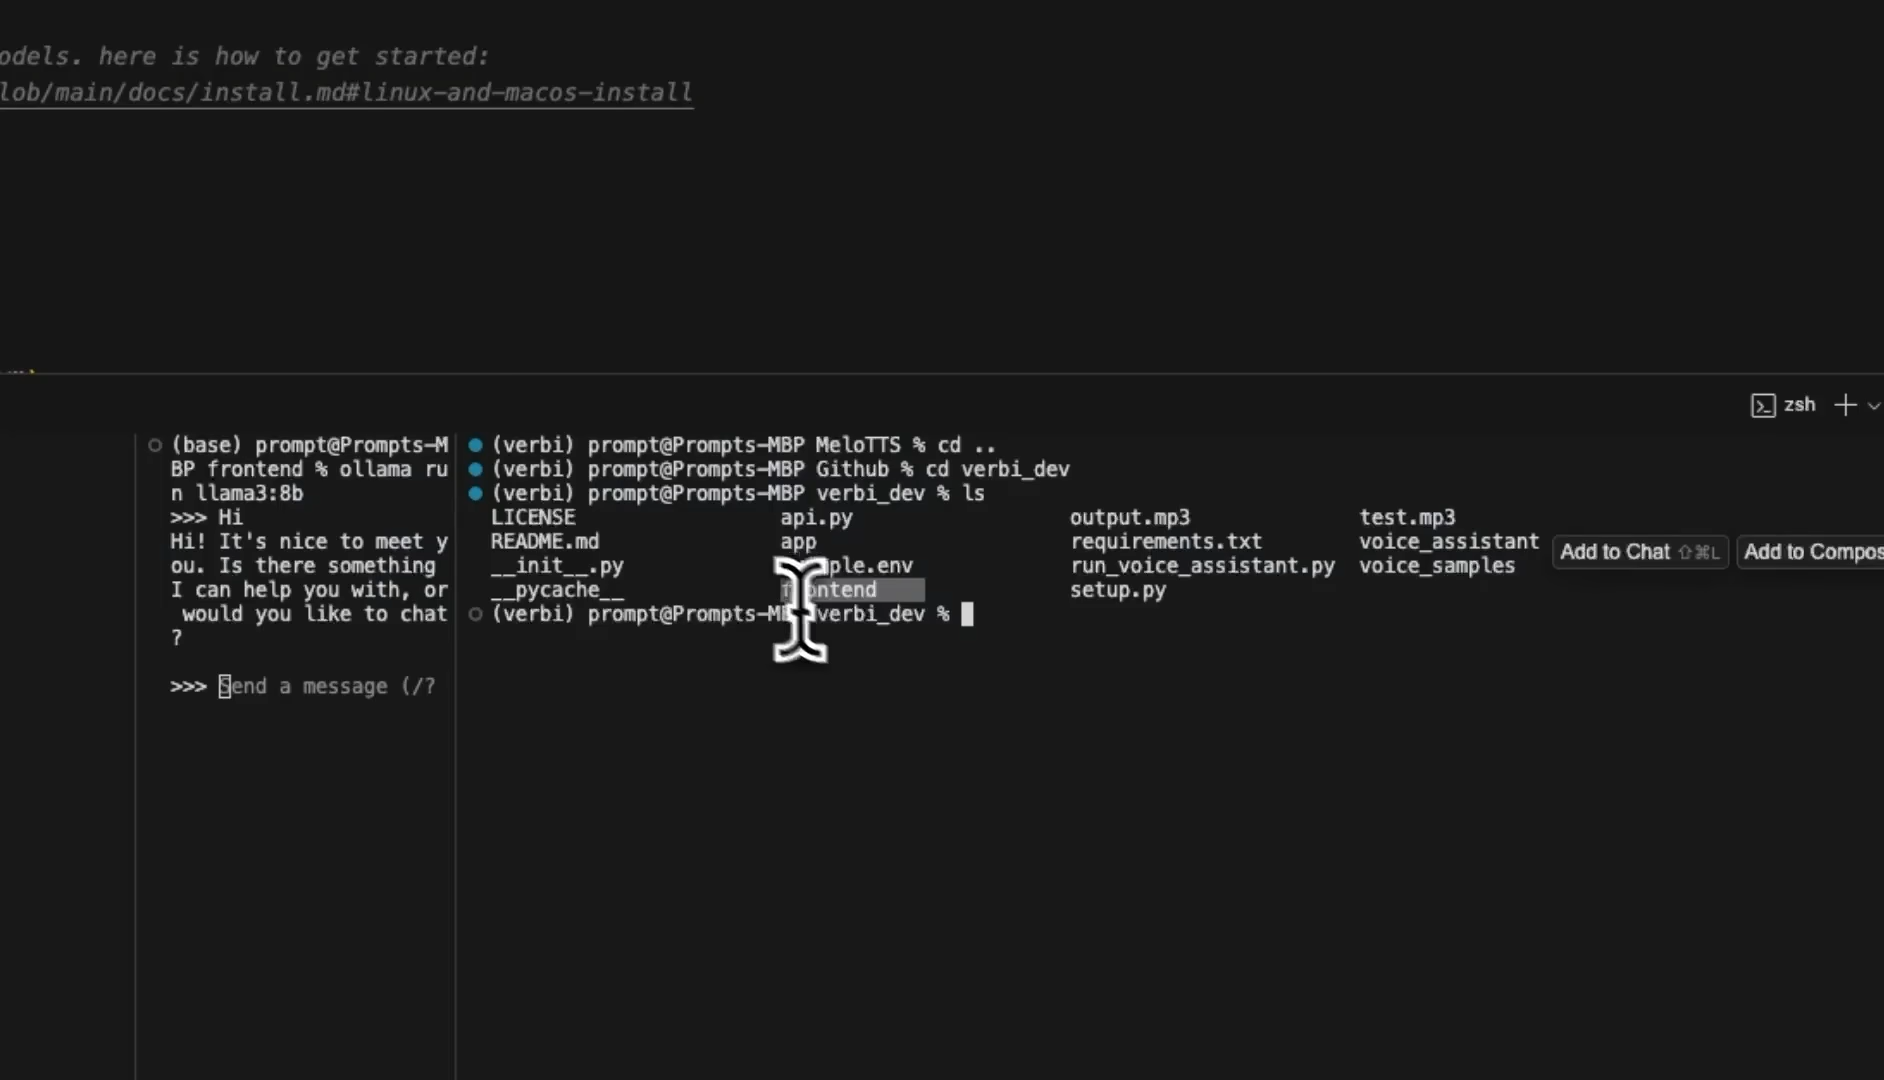 odels. here is how to get started:
lob/main/docs/install.md#linux-and-macos-install
zsh
(base) prompt@Prompts-M
BP frontend % ollama ru
n llama3:8b
>>> Hi
Hi! It's nice to meet y
ou. Is there something
I can help you with, or
would you like to chat
?
>>> Send a message (/?
(verbi) prompt@Prompts-MBP MeloTTS % cd ..
(verbi) prompt@Prompts-MBP Github % cd verbi_dev
(verbi) prompt@Prompts-MBP verbi_dev % ls
LICENSE api.py output.mp3 test.mp3
README.md app requirements.txt voice_assistant
__init__.py ple.env run_voice_assistant.py voice_samples
__pycache__ frontend setup.py
(verbi) prompt@Prompts-MBP verbi_dev %
Add to Chat ⇧⌘L Add to Compos